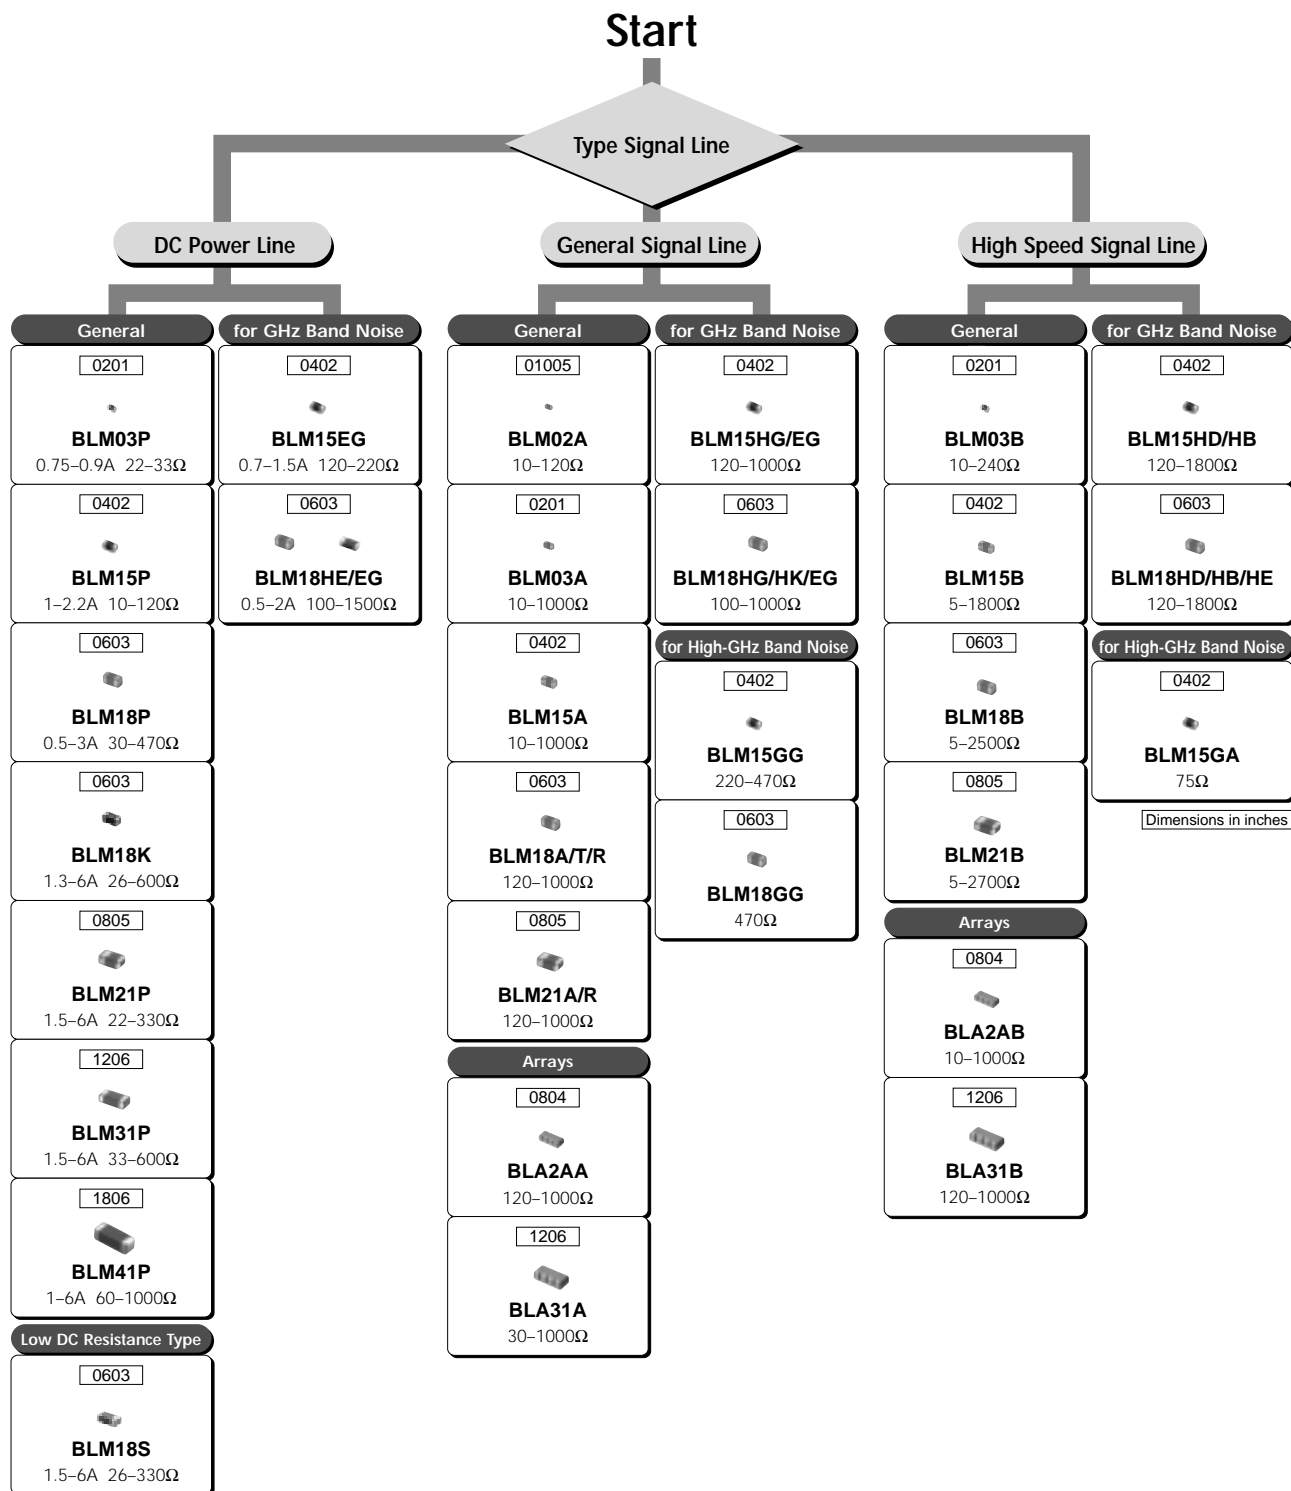 Start
Type Signal Line
DC Power Line
General
0201
BLM03P
0.75–0.9A 22–33Ω
0402
BLM15P
1–2.2A 10–120Ω
0603
BLM18P
0.5–3A 30–470Ω
0603
BLM18K
1.3–6A 26–600Ω
0805
BLM21P
1.5–6A 22–330Ω
1206
BLM31P
1.5–6A 33–600Ω
1806
BLM41P
1–6A 60–1000Ω
Low DC Resistance Type
0603
BLM18S
1.5–6A 26–330Ω
for GHz Band Noise
0402
BLM15EG
0.7–1.5A 120–220Ω
0603
BLM18HE/EG
0.5–2A 100–1500Ω
General Signal Line
General
01005
BLM02A
10–120Ω
0201
BLM03A
10–1000Ω
0402
BLM15A
10–1000Ω
0603
BLM18A/T/R
120–1000Ω
0805
BLM21A/R
120–1000Ω
Arrays
0804
BLA2AA
120–1000Ω
1206
BLA31A
30–1000Ω
for GHz Band Noise
0402
BLM15HG/EG
120–1000Ω
0603
BLM18HG/HK/EG
100–1000Ω
for High-GHz Band Noise
0402
BLM15GG
220–470Ω
0603
BLM18GG
470Ω
High Speed Signal Line
General
0201
BLM03B
10–240Ω
0402
BLM15B
5–1800Ω
0603
BLM18B
5–2500Ω
0805
BLM21B
5–2700Ω
Arrays
0804
BLA2AB
10–1000Ω
1206
BLA31B
120–1000Ω
for GHz Band Noise
0402
BLM15HD/HB
120–1800Ω
0603
BLM18HD/HB/HE
120–1800Ω
for High-GHz Band Noise
0402
BLM15GA
75Ω
Dimensions in inches